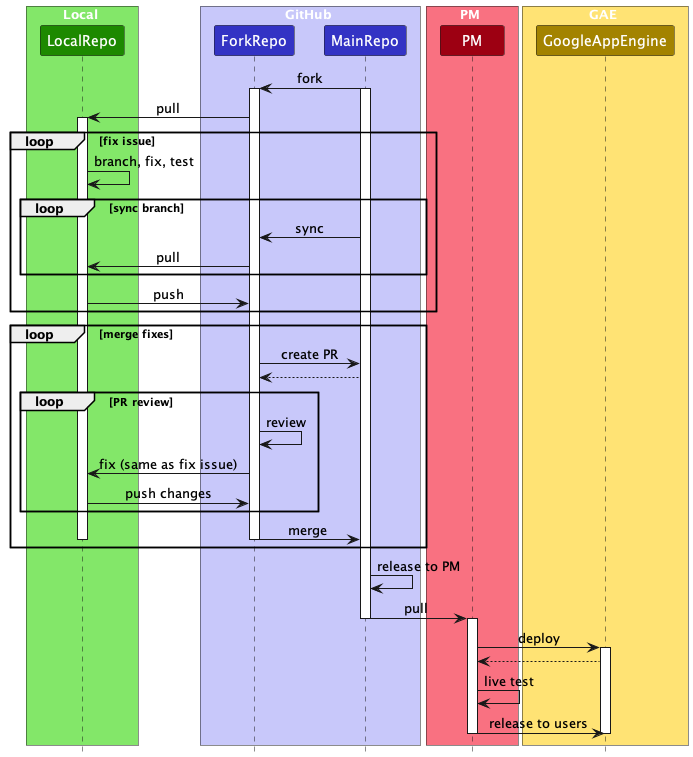 Local GitHub PM GAE
LocalRepo ForkRepo MainRepo PM GoogleAppEngine
fork
pull
loop [fix issue]
branch, fix, test
loop [sync branch]
sync
pull
push
loop [merge fixes]
create PR
loop [PR review]
review
fix (same as fix issue)
push changes
merge
release to PM
pull
deploy
live test
release to users